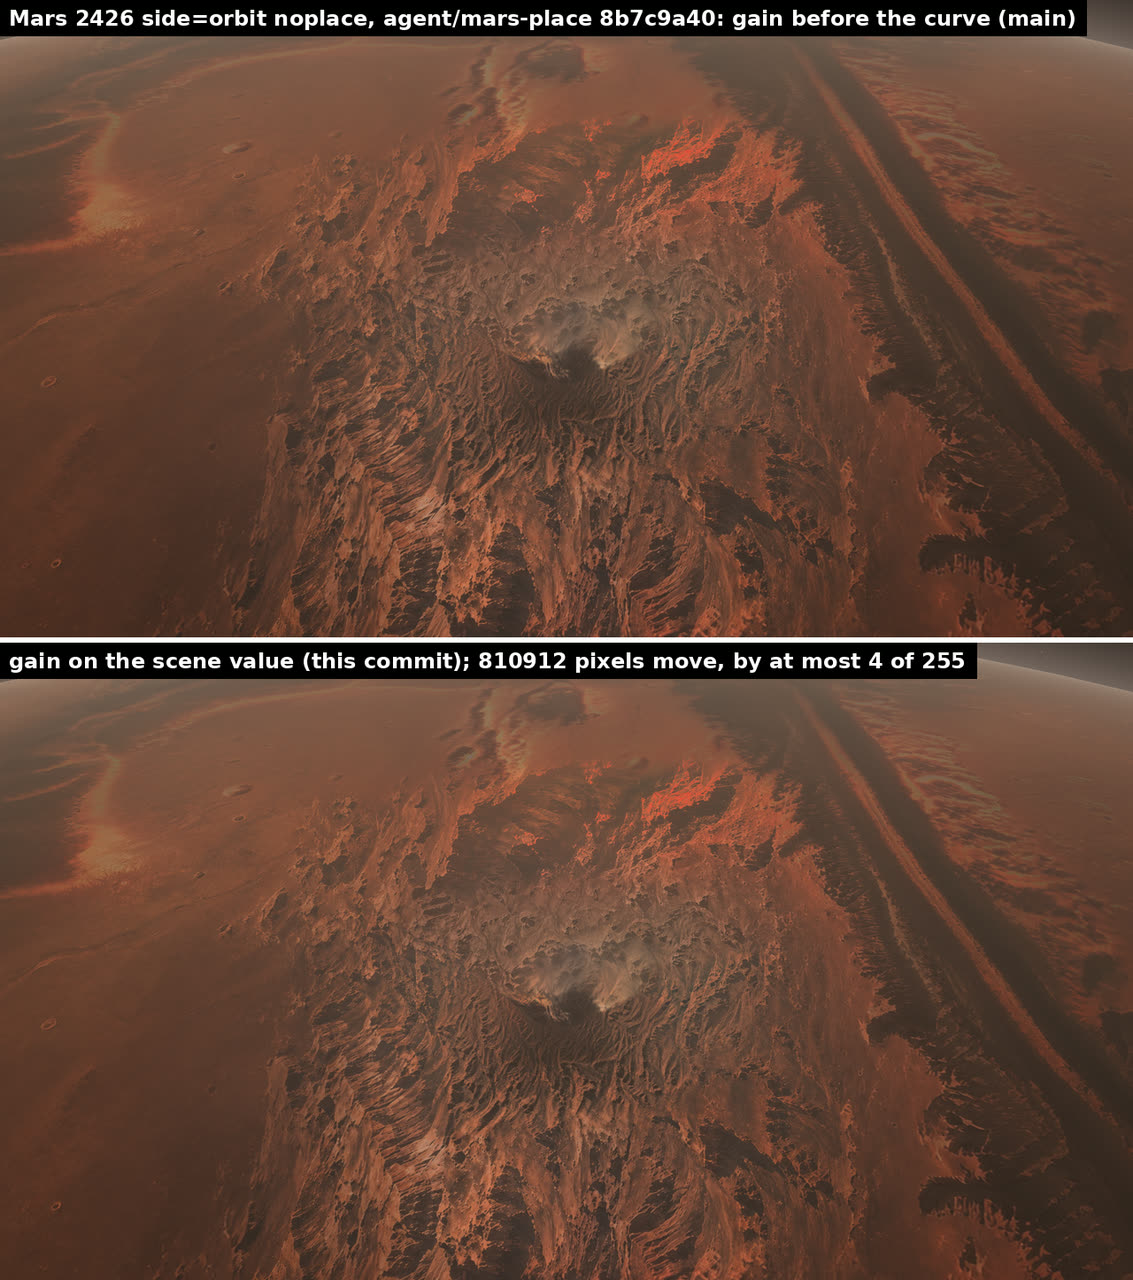 Mars 2426 side=orbit noplace, agent/mars-place 8b7c9a40: gain before the curve (main)
gain on the scene value (this commit); 810912 pixels move, by at most 4 of 255